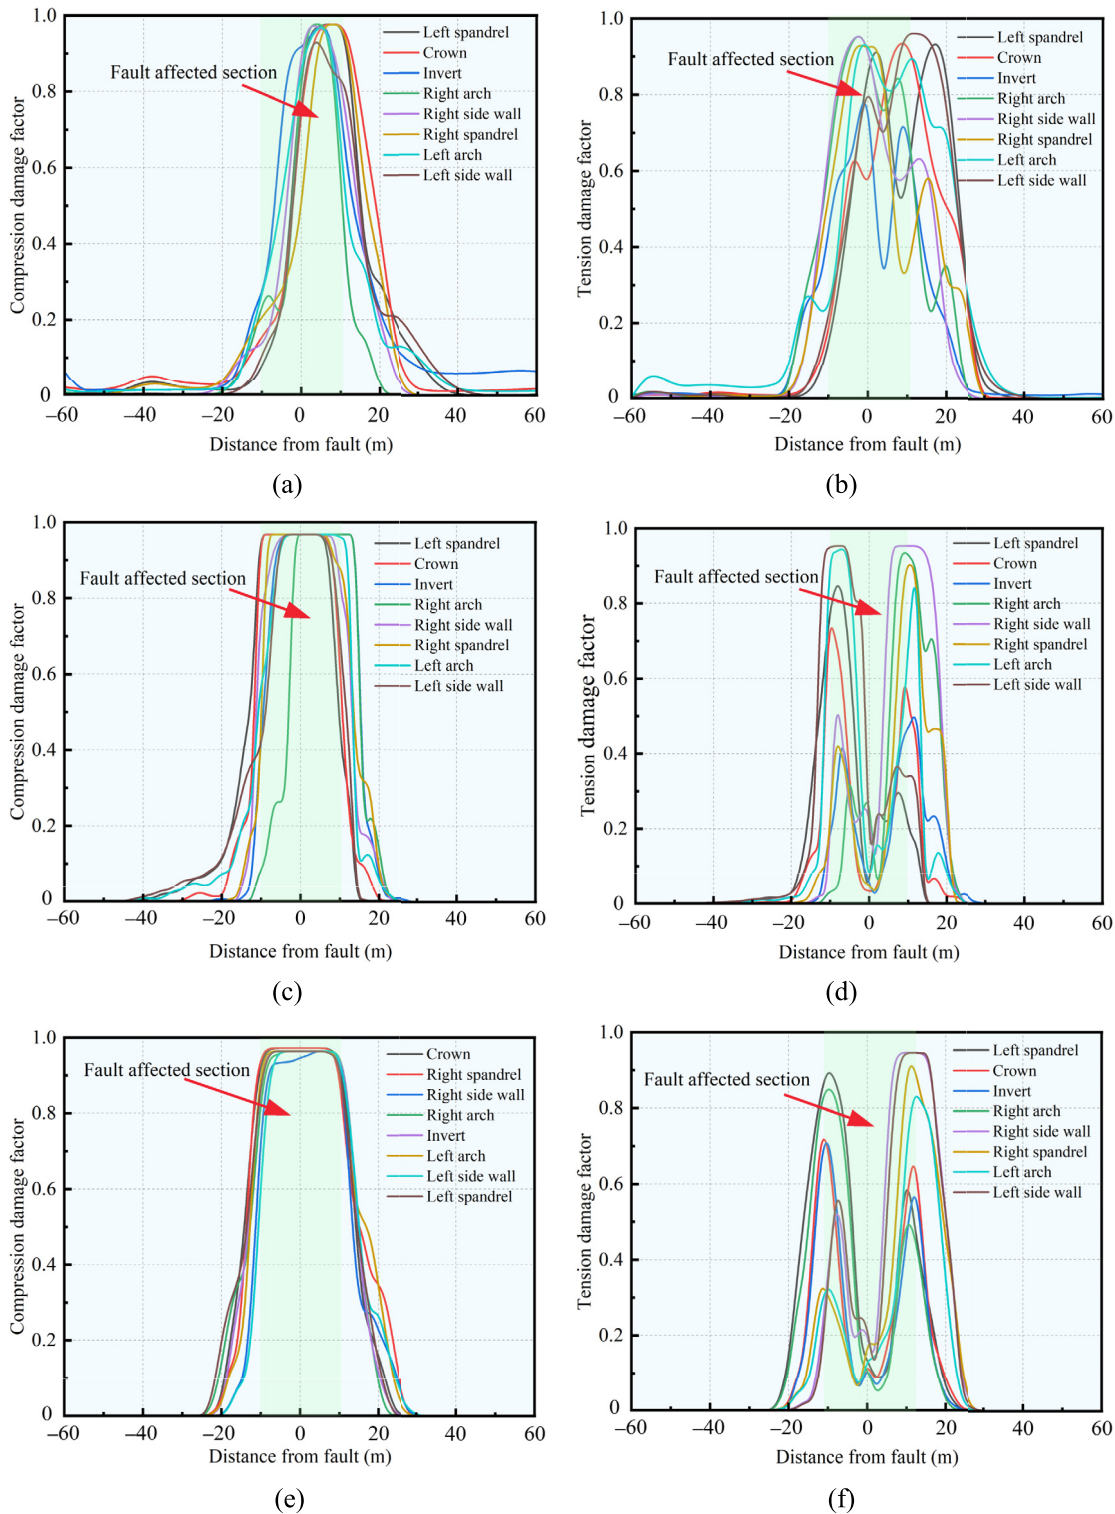 1.0
0.8
0.6
0.4
0.2
0
Compression damage factor
Fault affected section
Left spandrel
Crown
Invert
Right arch
Right side wall
Right spandrel
Left arch
Left side wall
–60 –40 –20 0 20 40 60
Distance from fault (m)
(a)
1.0
0.8
0.6
0.4
0.2
0
Tension damage factor
Fault affected section
Left spandrel
Crown
Invert
Right arch
Right side wall
Right spandrel
Left arch
Left side wall
–60 –40 –20 0 20 40 60
Distance from fault (m)
(b)
1.0
0.8
0.6
0.4
0.2
0
Compression damage factor
Fault affected section
Left spandrel
Crown
Invert
Right arch
Right side wall
Right spandrel
Left arch
Left side wall
–60 –40 –20 0 20 40 60
Distance from fault (m)
(c)
1.0
0.8
0.6
0.4
0.2
0
Tension damage factor
Fault affected section
Left spandrel
Crown
Invert
Right arch
Right side wall
Right spandrel
Left arch
Left side wall
–60 –40 –20 0 20 40 60
Distance from fault (m)
(d)
1.0
0.8
0.6
0.4
0.2
0
Compression damage factor
Fault affected section
Crown
Right spandrel
Right side wall
Right arch
Invert
Left arch
Left side wall
Left spandrel
–60 –40 –20 0 20 40 60
Distance from fault (m)
(e)
1.0
0.8
0.6
0.4
0.2
0
Tension damage factor
Fault affected section
Left spandrel
Crown
Invert
Right arch
Right side wall
Right spandrel
Left arch
Left side wall
–60 –40 –20 0 20 40 60
Distance from fault (m)
(f)